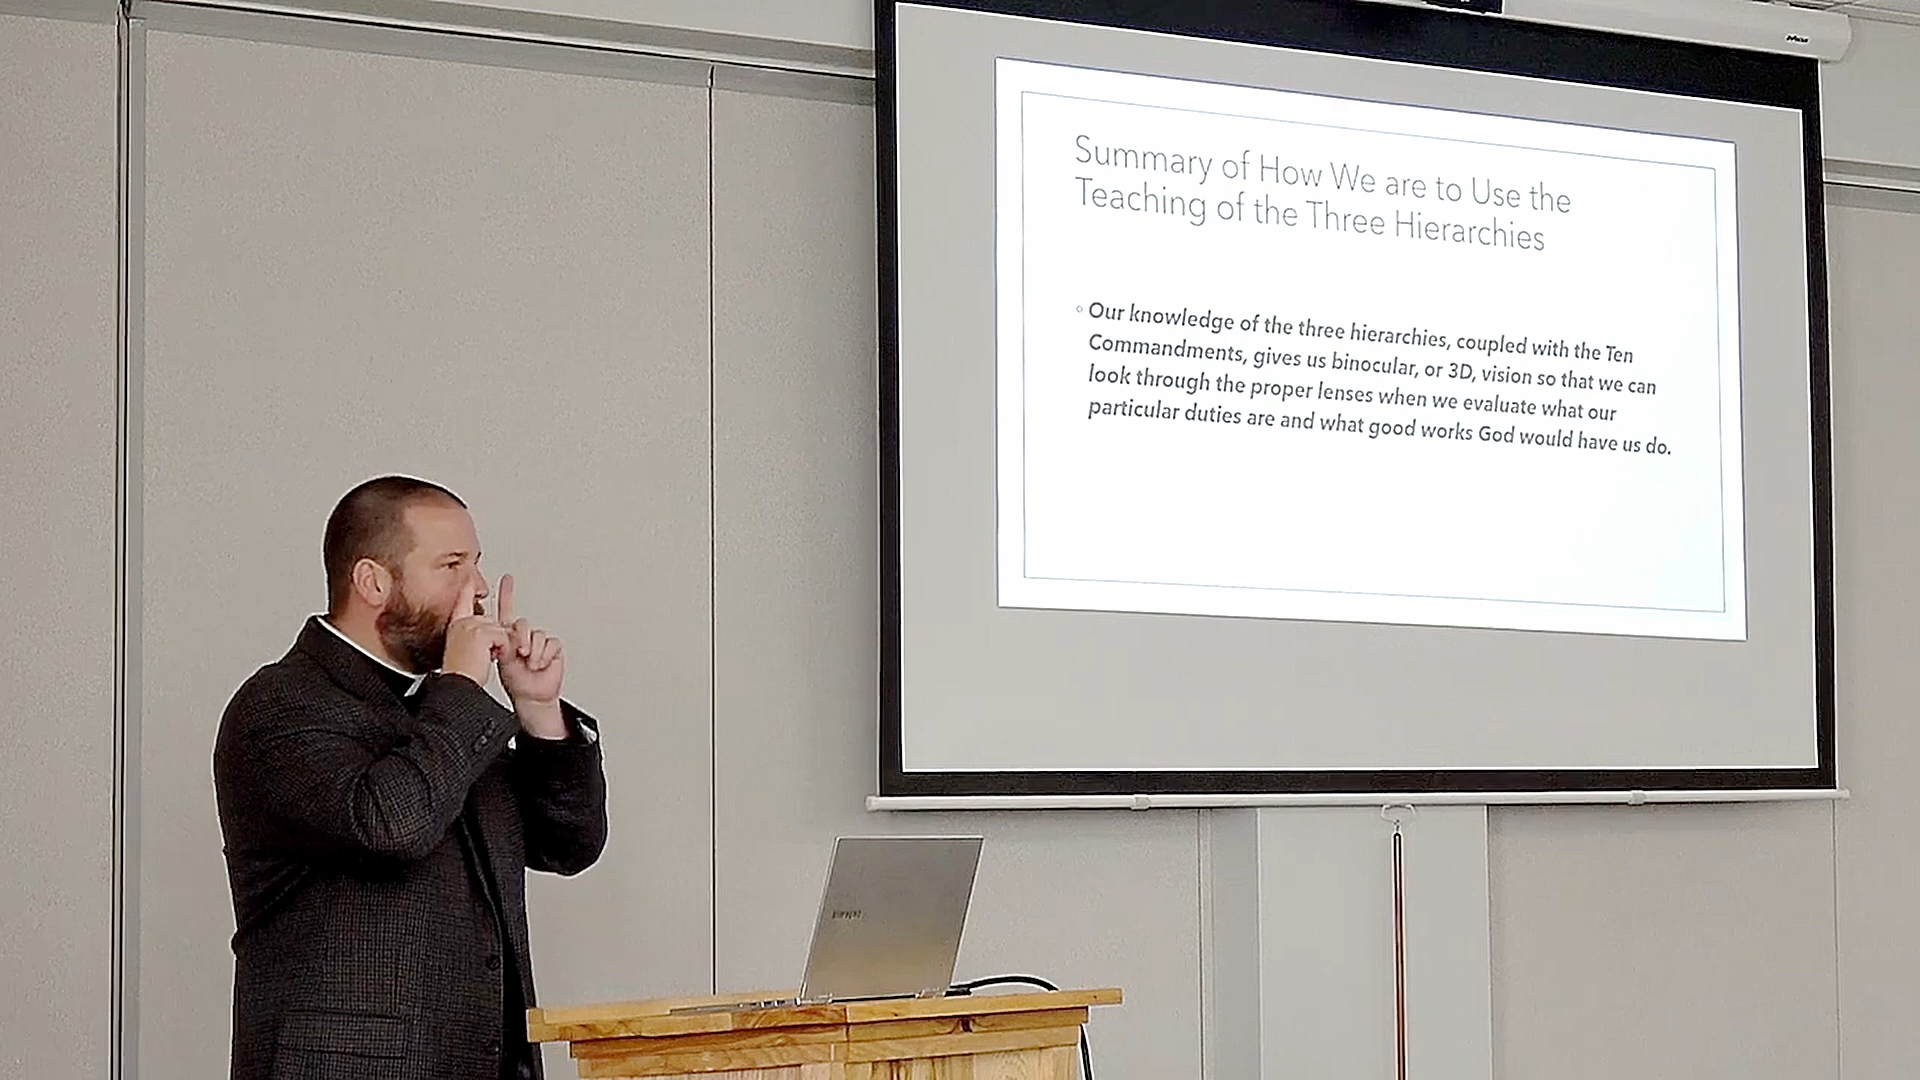 Summary of How We are to Use the
Teaching of the Three Hierarchies
Our knowledge of the three hierarchies, coupled with the Ten
Commandments, gives us binocular, or 3D, vision so that we can
look through the proper lenses when we evaluate what our
particular duties are and what good works God would have us do.